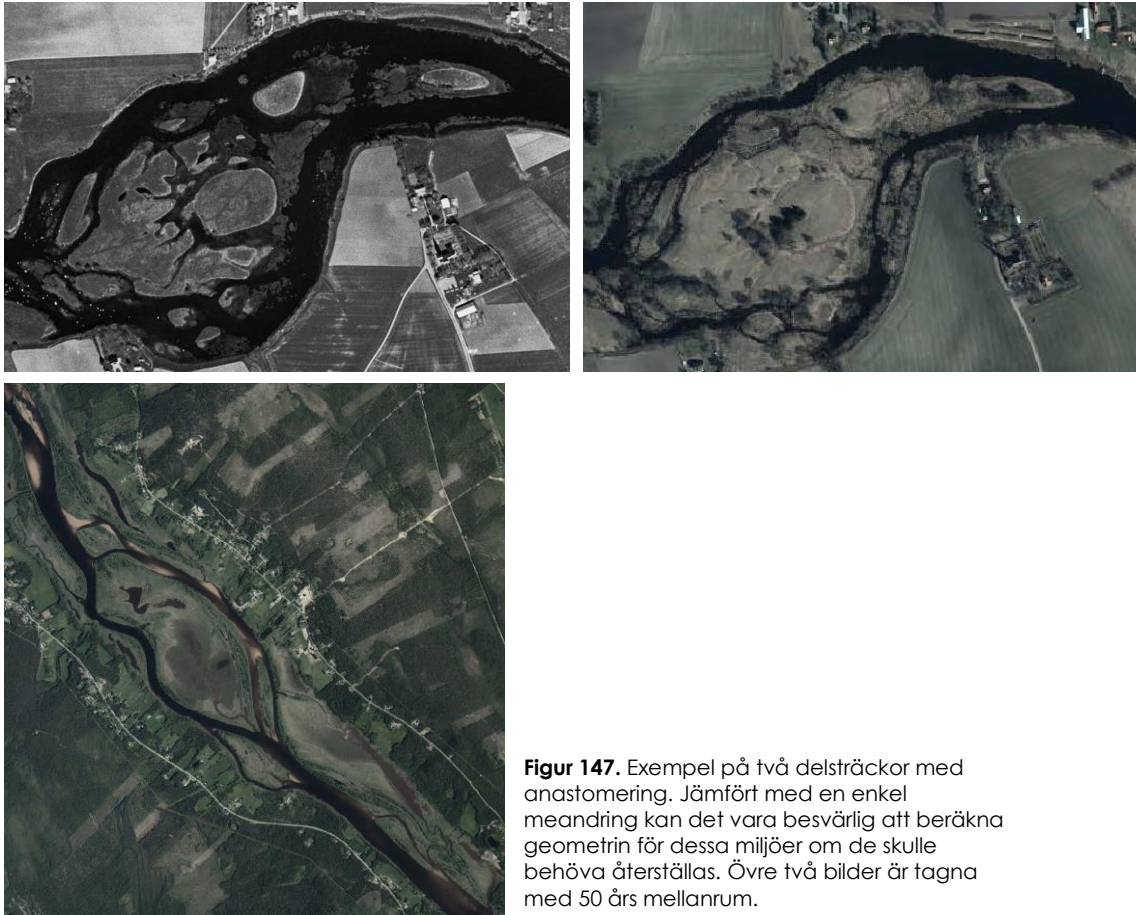 Figur 147. Exempel på två delsträckor med
anastomering. Jämfört med en enkel
meandring kan det vara besvärlig att beräkna
geometrin för dessa miljöer om de skulle
behöva återställas. Övre två bilder är tagna
med 50 års mellanrum.